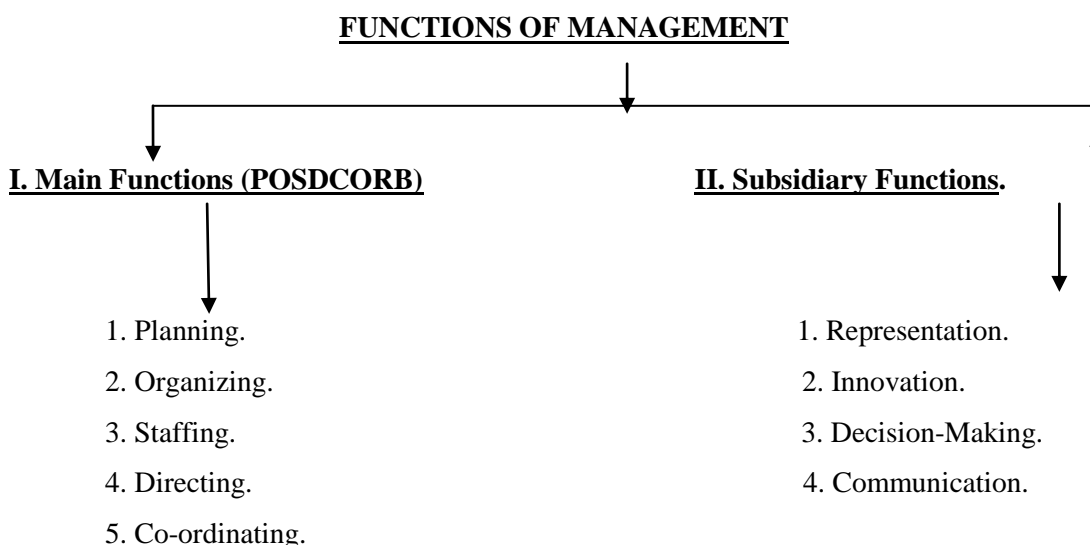 FUNCTIONS OF MANAGEMENT
I. Main Functions (POSDCORB)
II. Subsidiary Functions.
1. Planning.
1. Representation.
2. Organizing.
2. Innovation.
3. Staffing.
3. Decision-Making.
4. Directing.
4. Communication.
5. Co-ordinating.